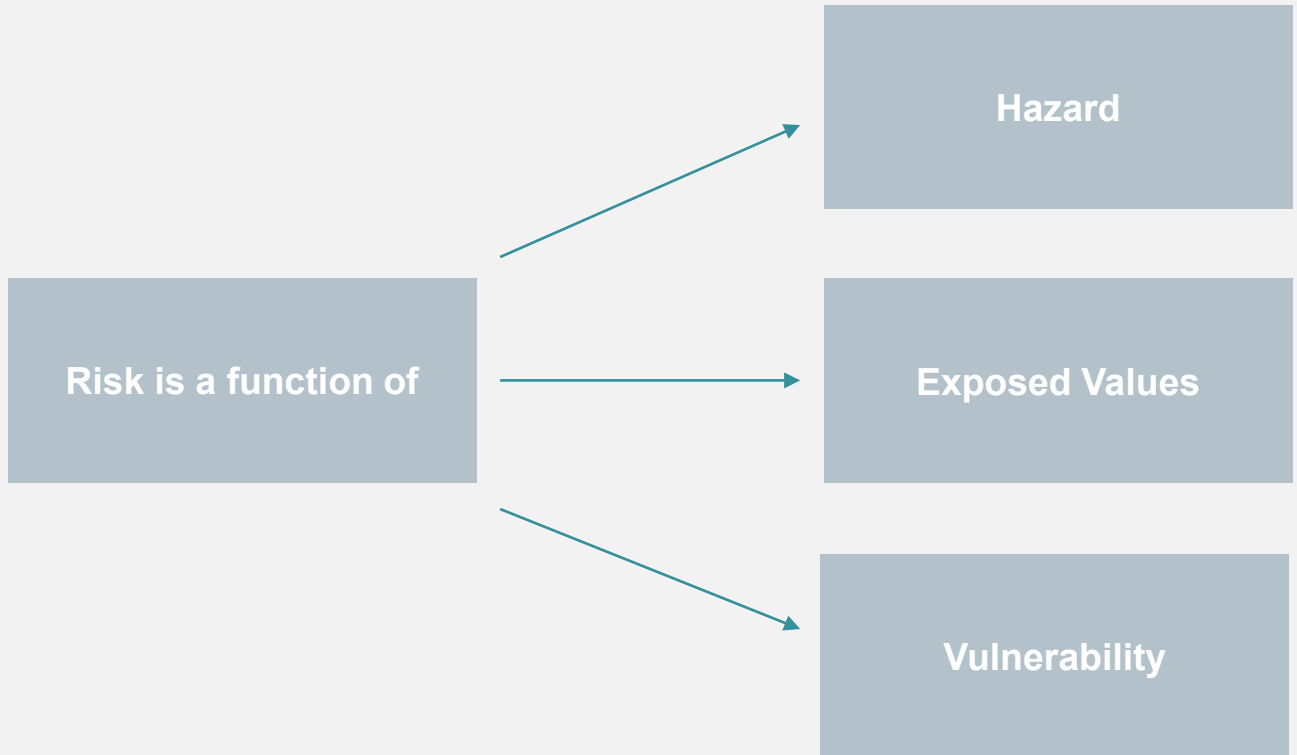 Hazard
Risk is a function of
Exposed Values
Vulnerability